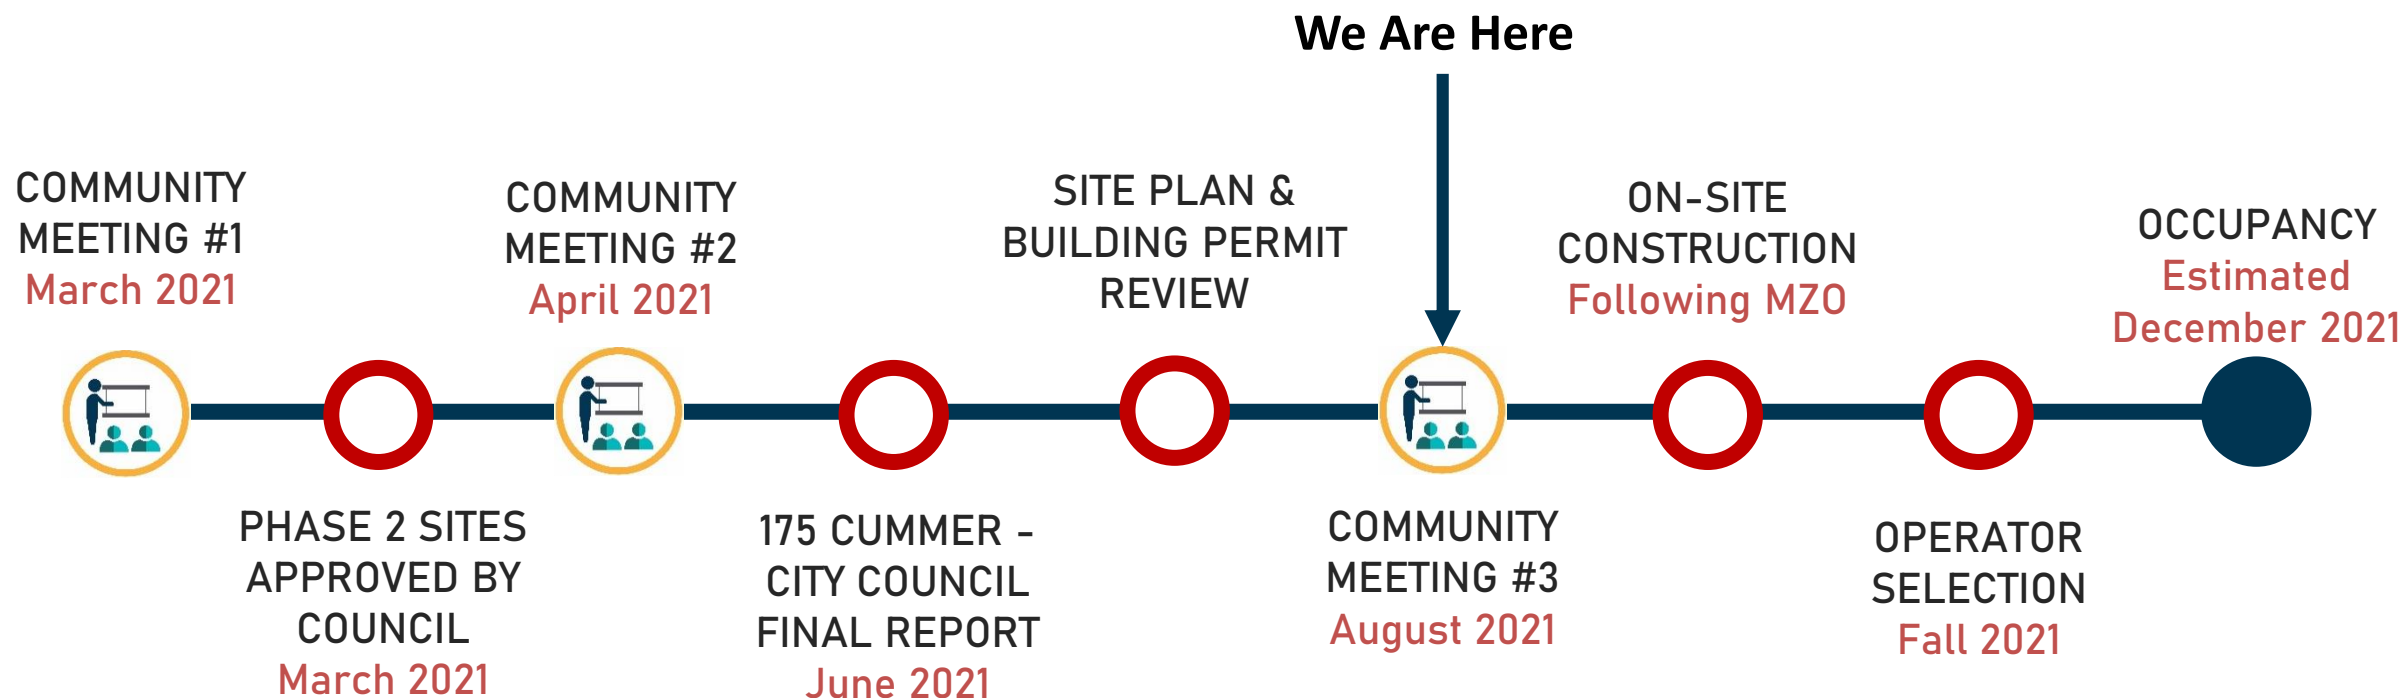 We Are Here
COMMUNITY
MEETING #1
March 2021
PHASE 2 SITES
APPROVED BY
COUNCIL
March 2021
COMMUNITY
MEETING #2
April 2021
175 CUMMER -
CITY COUNCIL
FINAL REPORT
June 2021
SITE PLAN &
BUILDING PERMIT
REVIEW
COMMUNITY
MEETING #3
August 2021
ON-SITE
CONSTRUCTION
Following MZO
OPERATOR
SELECTION
Fall 2021
OCCUPANCY
Estimated
December 2021